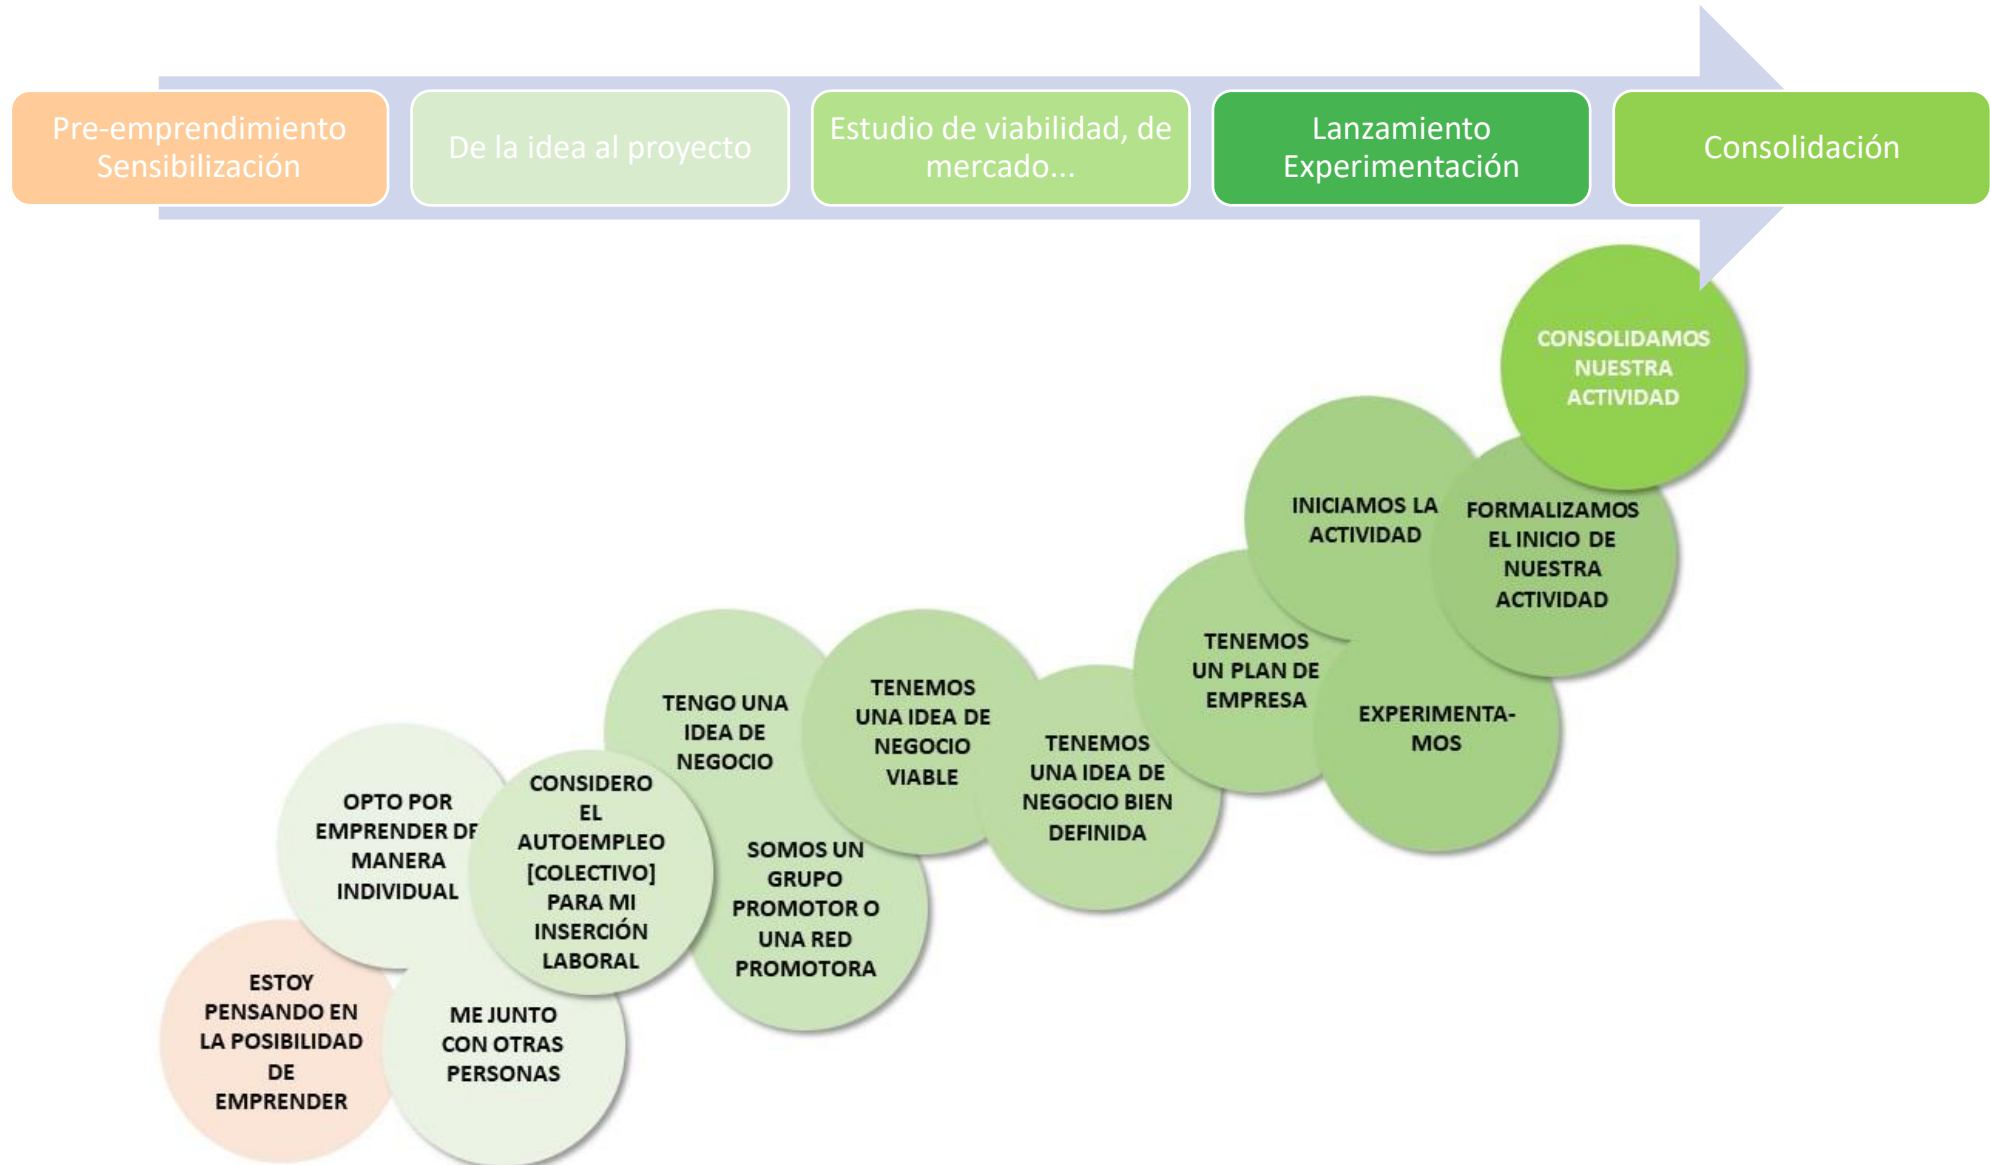 Pre-emprendimiento
Sensibilización
De la idea al proyecto
Estudio de viabilidad, de
mercado...
Lanzamiento
Experimentación
Consolidación
ESTOY
PENSANDO EN
LA POSIBILIDAD
DE
EMPRENDER
OPTO POR
EMPRENDER DE
MANERA
INDIVIDUAL
ME JUNTO
CON OTRAS
PERSONAS
CONSIDERO
EL
AUTOEMPLEO
[COLECTIVO]
PARA MI
INSERCIÓN
LABORAL
TENGO UNA
IDEA DE
NEGOCIO
SOMOS UN
GRUPO
PROMOTOR O
UNA RED
PROMOTORA
TENEMOS
UNA IDEA DE
NEGOCIO
VIABLE
TENEMOS
UNA IDEA DE
NEGOCIO BIEN
DEFINIDA
TENEMOS
UN PLAN DE
EMPRESA
INICIAMOS LA
ACTIVIDAD
EXPERIMENTA-
MOS
FORMALIZAMOS
EL INICIO DE
NUESTRA
ACTIVIDAD
CONSOLIDAMOS
NUESTRA
ACTIVIDAD